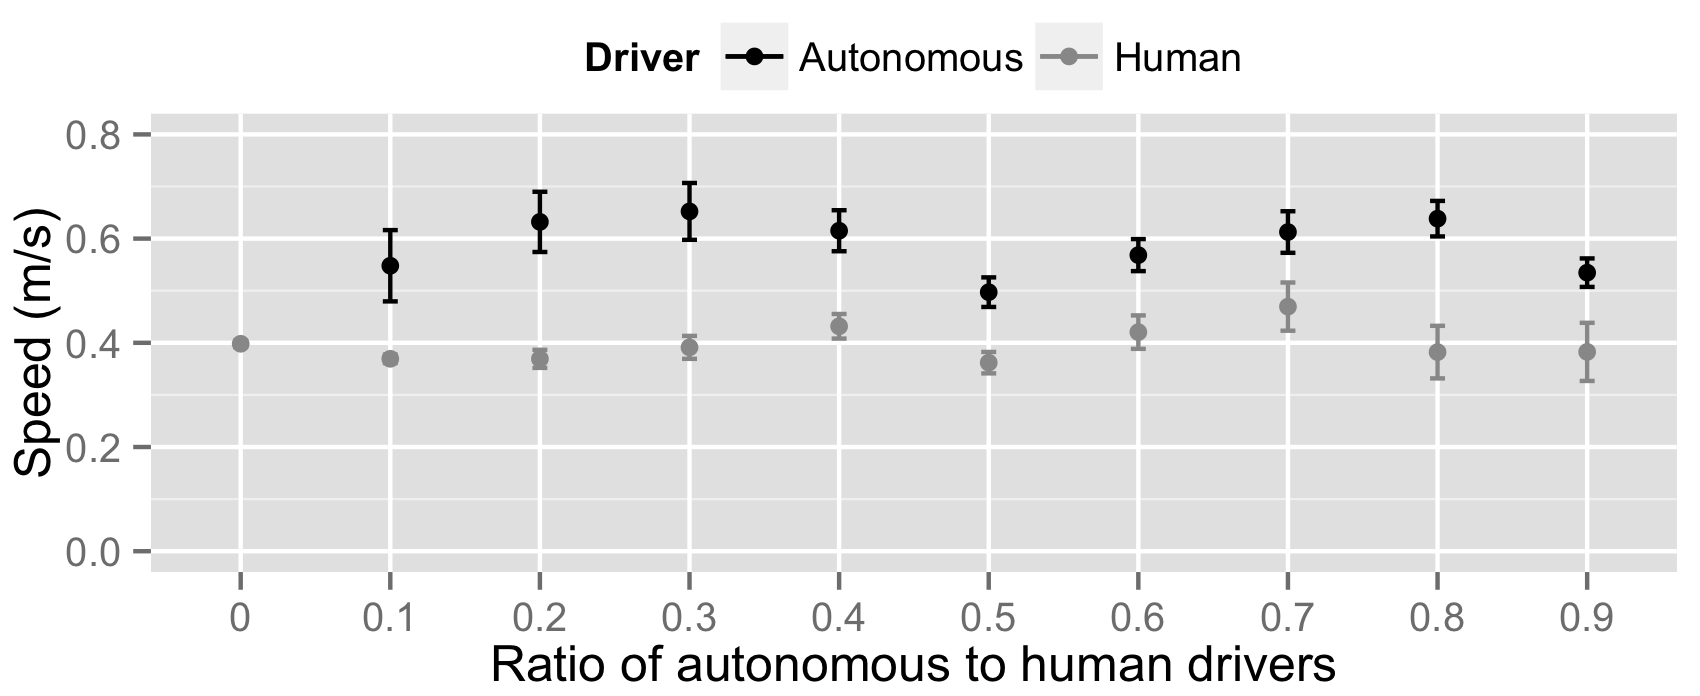 Driver Autonomous Human
0.8
0.6
0.4
0.2
0.0
Speed (m/s)
0 0.1 0.2 0.3 0.4 0.5 0.6 0.7 0.8 0.9
Ratio of autonomous to human drivers